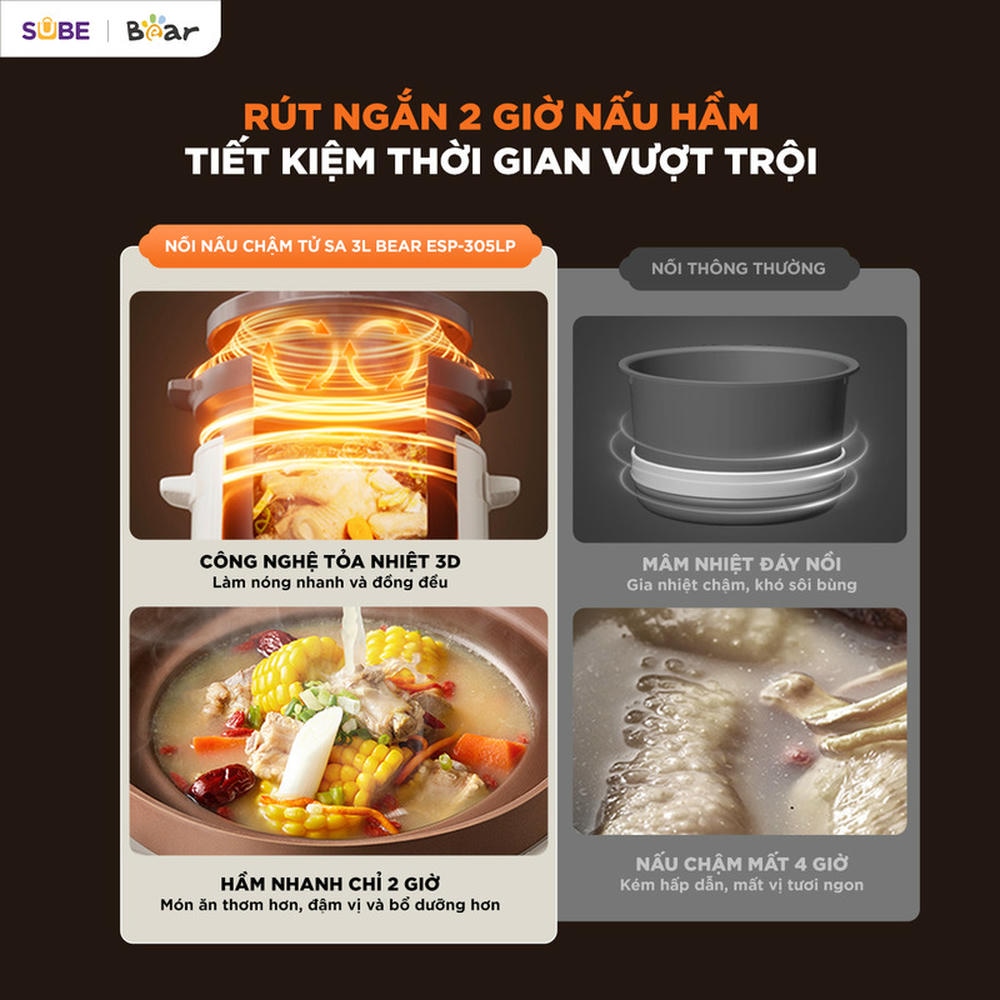 SUBE | Bear
RÚT NGẮN 2 GIỜ NẤU HẦM
TIẾT KIỆM THỜI GIAN VƯỢT TRỘI
NỒI NẤU CHẬM TỬ SA 3L BEAR ESP-305LP
CÔNG NGHỆ TỎA NHIỆT 3D
Làm nóng nhanh và đồng đều
HẦM NHANH CHỈ 2 GIỜ
Món ăn thơm hơn, đậm vị và bổ dưỡng hơn
NỒI THÔNG THƯỜNG
MÂM NHIỆT ĐÁY NỒI
Gia nhiệt chậm, khó sôi bùng
NẤU CHẬM MẤT 4 GIỜ
Kém hấp dẫn, mất vị tươi ngon